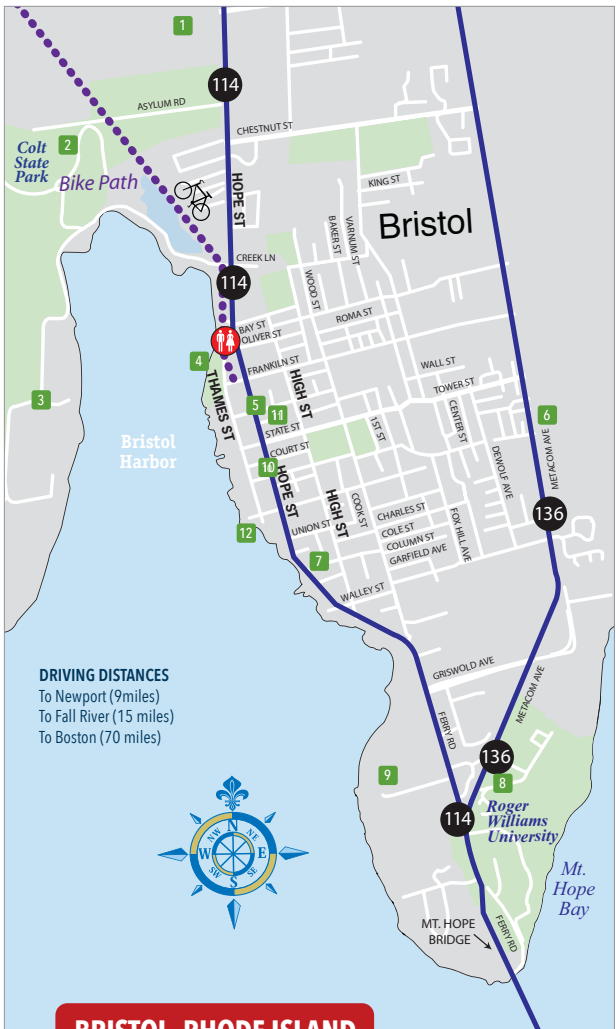 1
114
ASYLUM RD
CHESTNUT ST
2
Colt
State
Park
Bike Path
HOPE ST
KING ST
Bristol
BAKER ST
VARNUM ST
CREEK LN
114
WOOD ST
BAY ST
OLIVER ST
ROMA ST
FRANKILN ST
4
THAMES ST
HIGH ST
WALL ST
TOWER ST
3
5
11
STATE ST
1ST ST
CENTER ST
6
METACOM AVE
Bristol
Harbor
COURT ST
10
HOPE ST
DEWOLF AVE
HIGH ST
COOK ST
136
12
UNION ST
CHARLES ST
COLE ST
COLUMN ST
GARFIELD AVE
FOX HILL AVE
7
WALLEY ST
DRIVING DISTANCES
To Newport (9miles)
To Fall River (15 miles)
To Boston (70 miles)
GRISWOLD AVE
METACOM AVE
FERRY RD
136
9
8
114
Roger
Williams
University
N
NW
NE
W
E
SW
SE
S
Mt.
Hope
Bay
MT. HOPE
BRIDGE
FERRY RD
BRISTOL, RHODE ISLAND